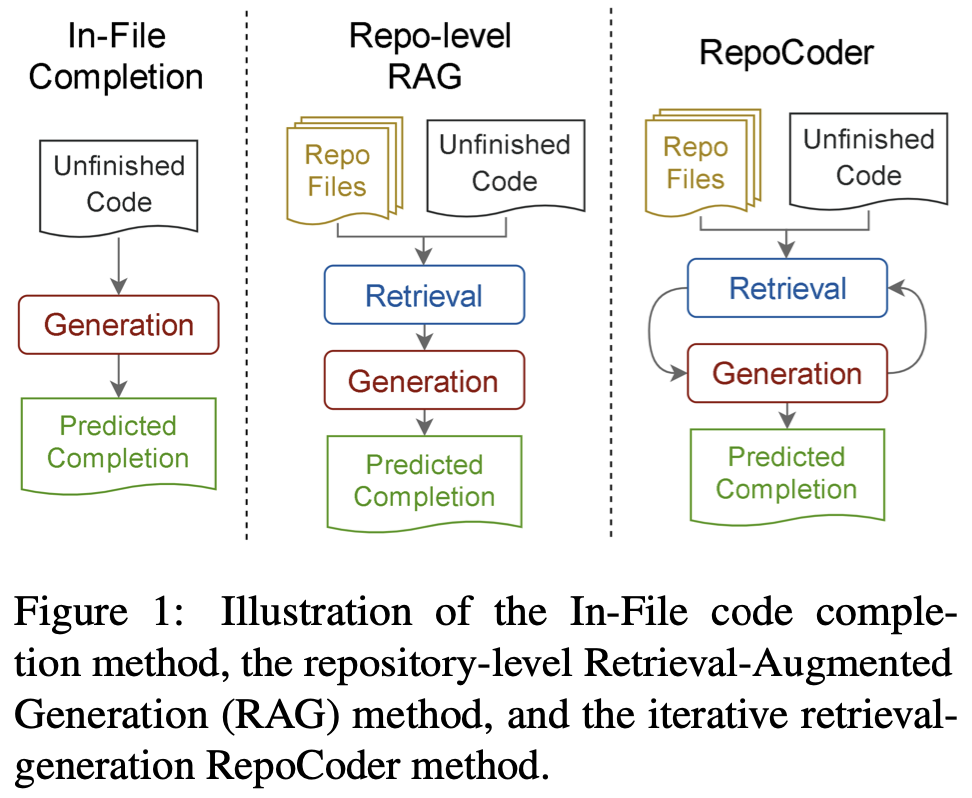 In-File
Completion
Unfinished
Code
Generation
Predicted
Completion
Repo-level
RAG
Repo
Files
Unfinished
Code
Retrieval
Generation
Predicted
Completion
RepoCoder
Repo
Files
Unfinished
Code
Retrieval
Generation
Predicted
Completion
Figure 1: Illustration of the In-File code comple-
tion method, the repository-level Retrieval-Augmented
Generation (RAG) method, and the iterative retrieval-
generation RepoCoder method.